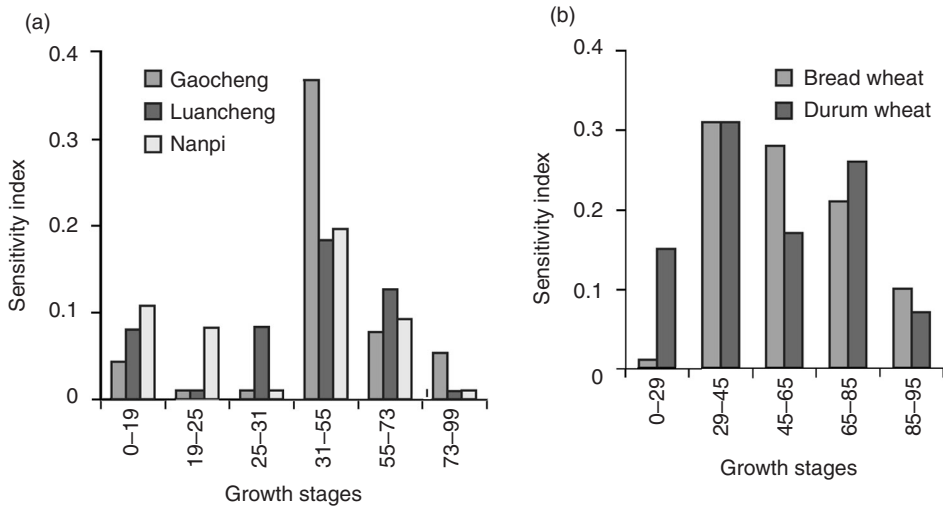 (a)
Sensitivity index
0.4
0.3
0.2
0.1
0
Gaocheng
Luancheng
Nanpi
0–19
19–25
25–31
31–55
55–73
73–99
Growth stages
(b)
Sensitivity index
0.4
0.3
0.2
0.1
0
Bread wheat
Durum wheat
0–29
29–45
45–65
65–85
85–95
Growth stages